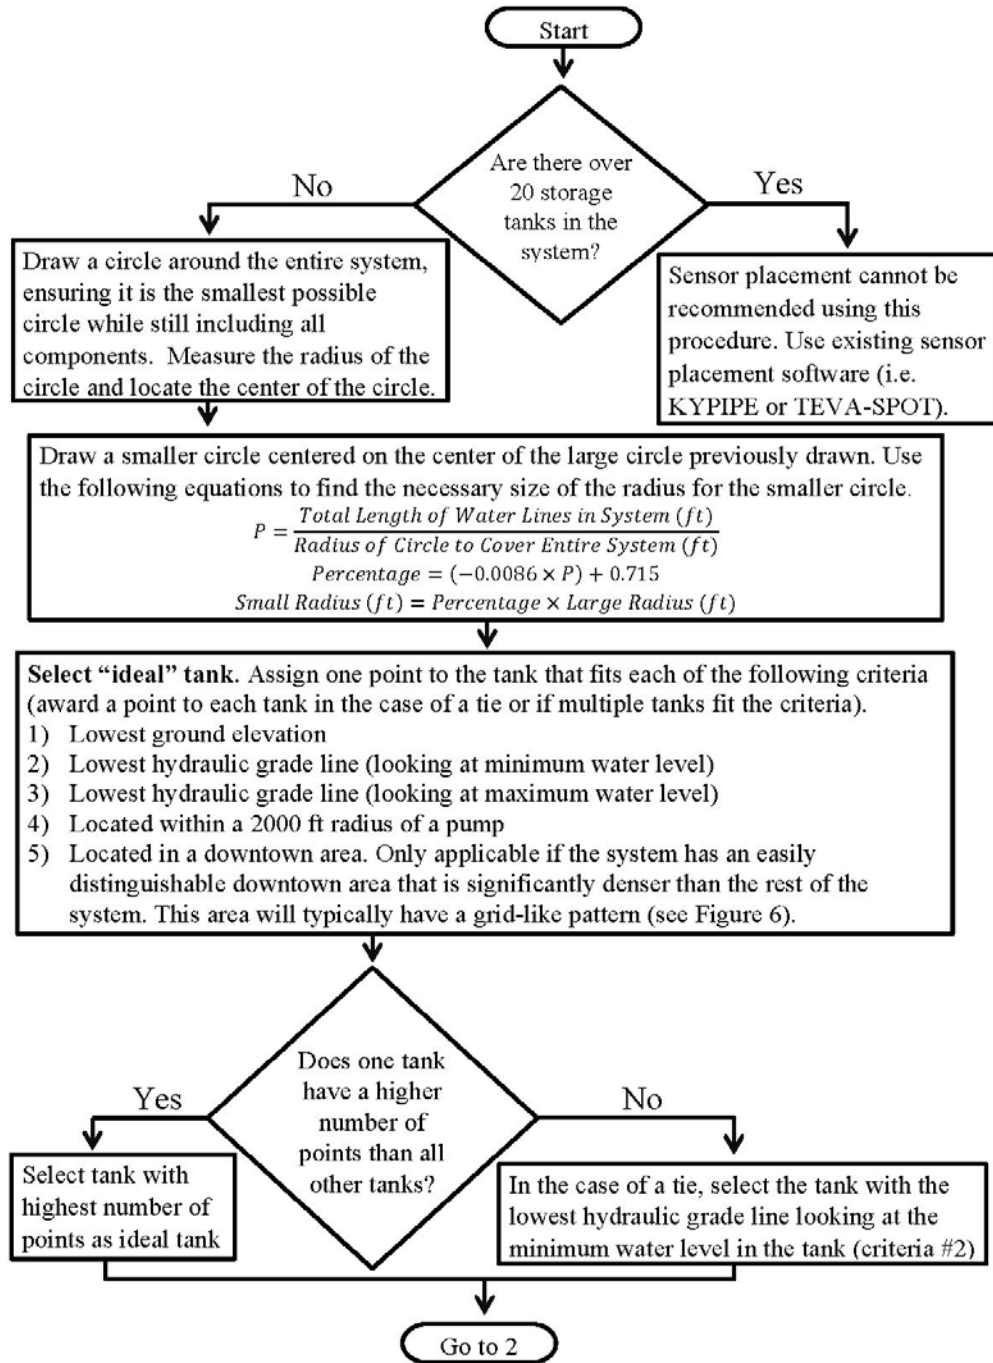 Start
Are there over
20 storage
tanks in the
system?
No
Yes
Draw a circle around the entire system,
ensuring it is the smallest possible
circle while still including all
components.  Measure the radius of the
circle and locate the center of the circle.
Sensor placement cannot be
recommended using this
procedure. Use existing sensor
placement software (i.e.
KYPIPE or TEVA-SPOT).
Draw a smaller circle centered on the center of the large circle previously drawn. Use
the following equations to find the necessary size of the radius for the smaller circle.
P = Total Length of Water Lines in System (ft)
Radius of Circle to Cover Entire System (ft)
Percentage = (−0.0086 × P) + 0.715
Small Radius (ft) = Percentage × Large Radius (ft)
Select “ideal” tank. Assign one point to the tank that fits each of the following criteria
(award a point to each tank in the case of a tie or if multiple tanks fit the criteria).
1) Lowest ground elevation
2) Lowest hydraulic grade line (looking at minimum water level)
3) Lowest hydraulic grade line (looking at maximum water level)
4) Located within a 2000 ft radius of a pump
5) Located in a downtown area. Only applicable if the system has an easily
distinguishable downtown area that is significantly denser than the rest of the
system. This area will typically have a grid-like pattern (see Figure 6).
Does one tank
have a higher
number of
points than all
other tanks?
Yes
No
Select tank with
highest number of
points as ideal tank
In the case of a tie, select the tank with the
lowest hydraulic grade line looking at the
minimum water level in the tank (criteria #2)
Go to 2